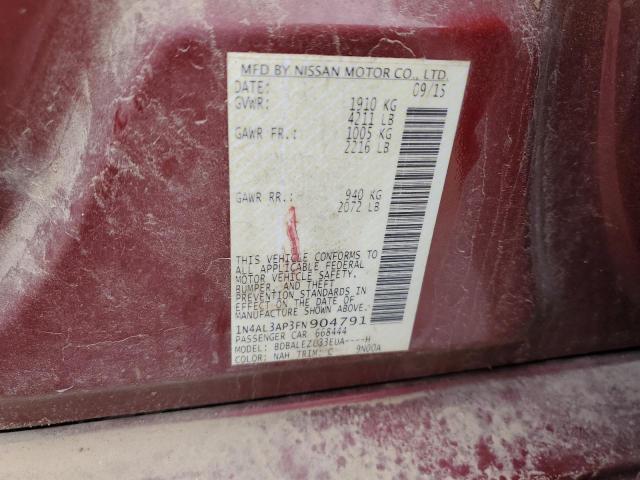 MFD BY NISSAN MOTOR CO., LTD.
DATE: 09/15
GVWR: 1910 KG
4211 LB
GAWR FR.: 1005 KG
2216 LB
GAWR RR.: 940 KG
2072 LB
THIS VEHICLE CONFORMS TO
ALL APPLICABLE FEDERAL
MOTOR VEHICLE SAFETY,
BUMPER, AND THEFT
PREVENTION STANDARDS IN
EFFECT ON THE DATE OF
MANUFACTURE SHOWN ABOVE.
1N4AL3AP3FN904791
PASSENGER CAR 668444
MODEL: ----H
COLOR: NAH TRIM: C 9N00A